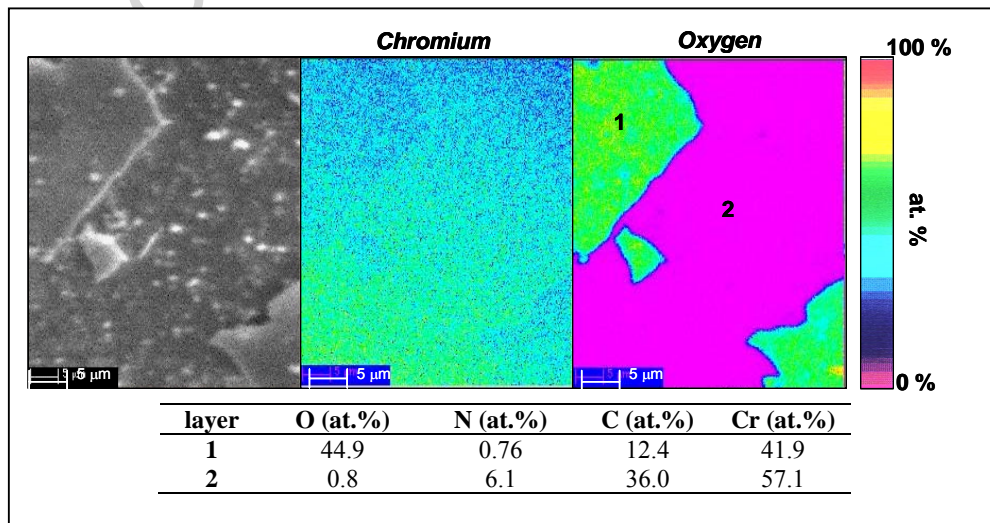 Chromium Oxygen
100 %
1
2
at. %
0 %
5 µm 5 µm 5 µm
layer O (at.%) N (at.%) C (at.%) Cr (at.%)
1 44.9 0.76 12.4 41.9
2 0.8 6.1 36.0 57.1